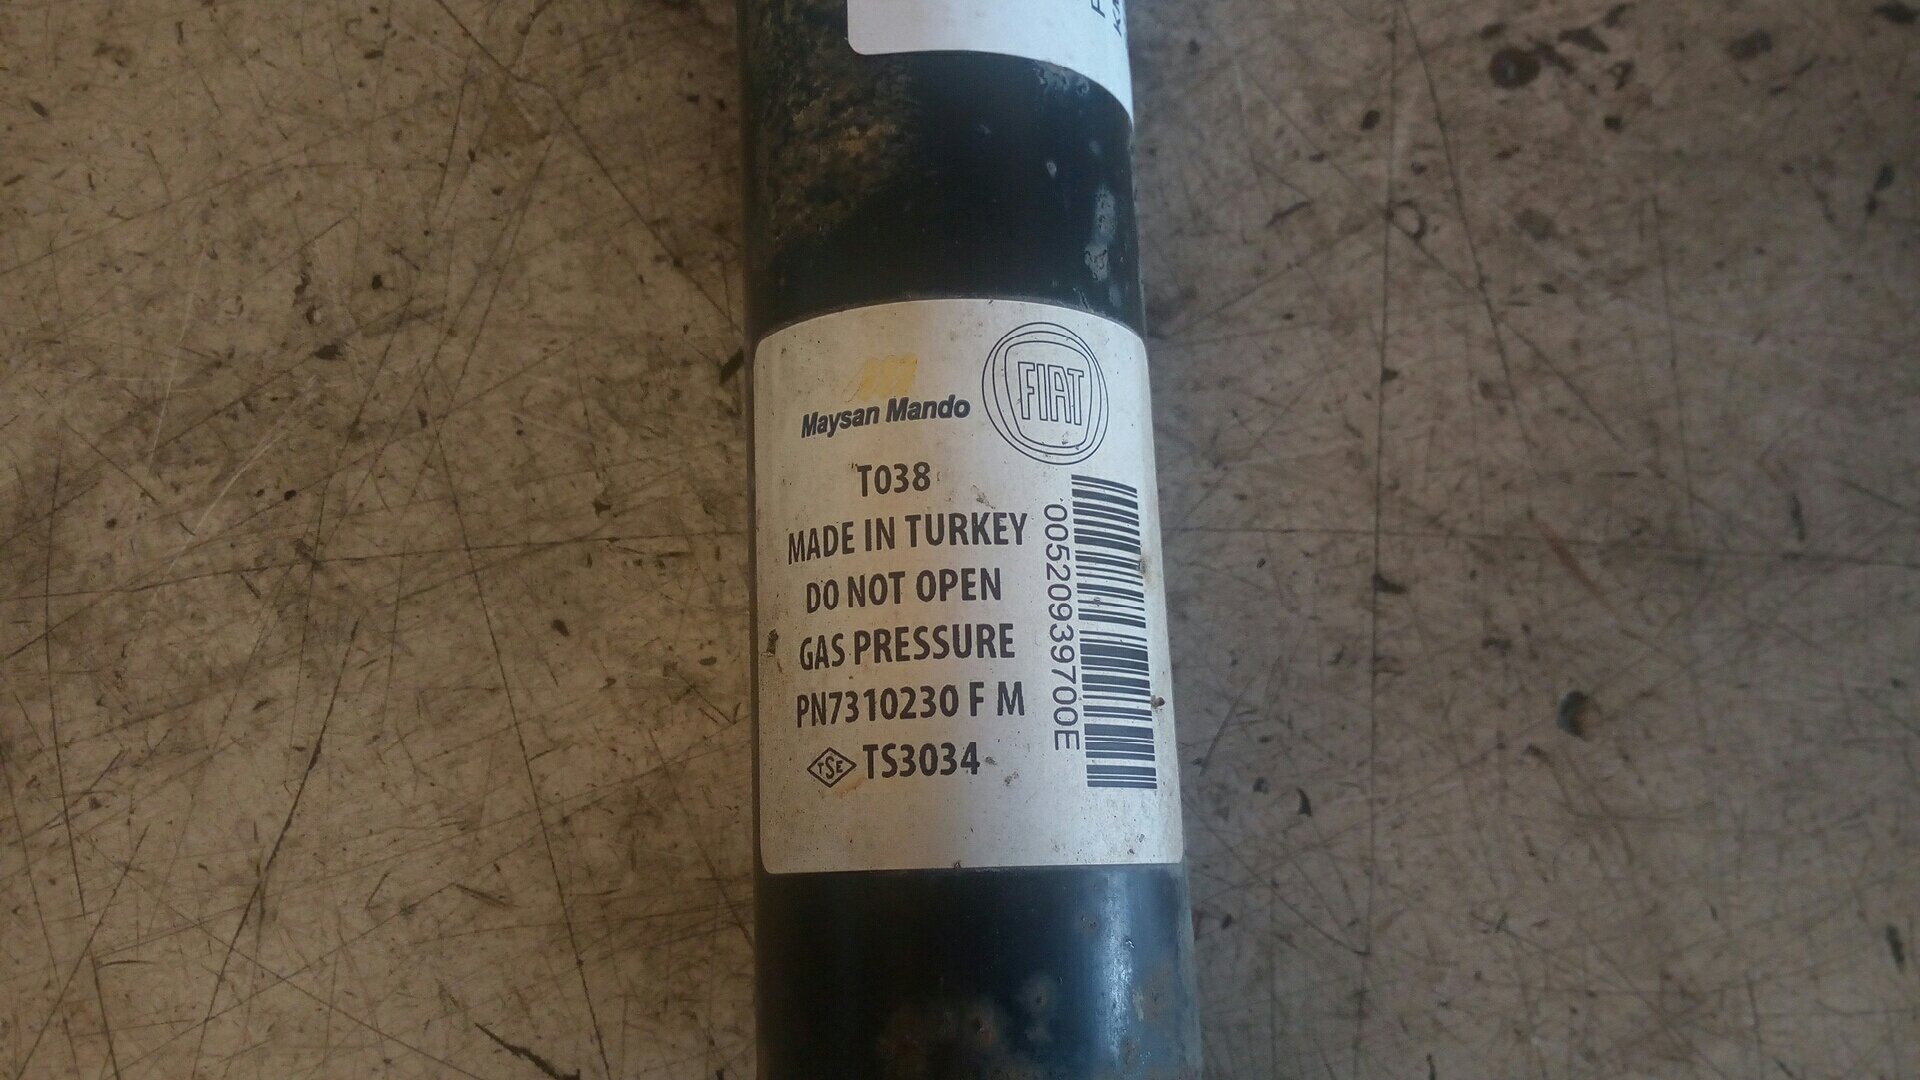 Maysan Mando
FIAT
T038
MADE IN TURKEY
DO NOT OPEN
GAS PRESSURE
PN7310230 F M
TSE TS3034
00520939700E